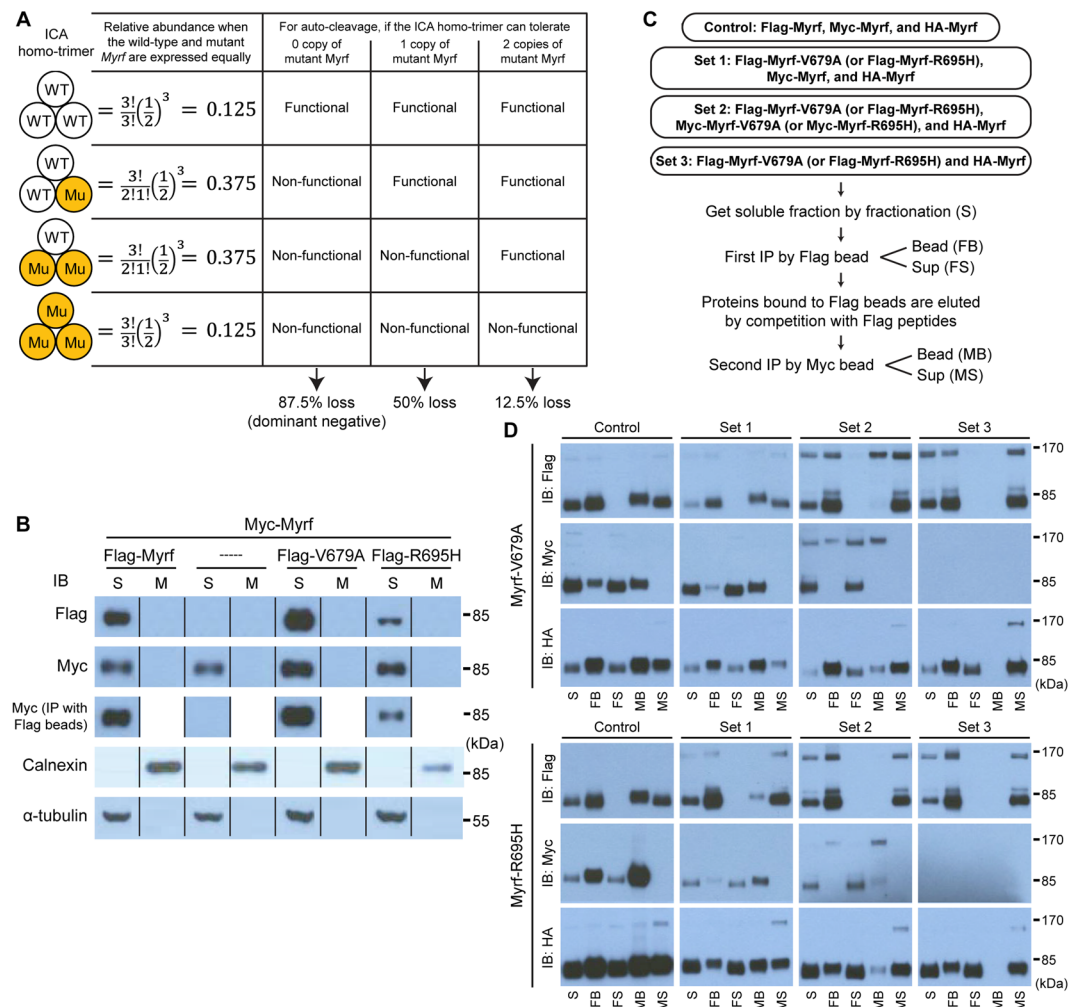 A
ICA
homo-trimer
Relative abundance when
the wild-type and mutant
Myrf are expressed equally
For auto-cleavage, if the ICA homo-trimer can tolerate
0 copy of
mutant Myrf
1 copy of
mutant Myrf
2 copies of
mutant Myrf
WT
WT WT
= 3!/3! (1/2)^3 = 0.125
Functional Functional Functional
WT
WT Mu
= 3!/2!1! (1/2)^3 = 0.375
Non-functional Functional Functional
WT
Mu Mu
= 3!/2!1! (1/2)^3 = 0.375
Non-functional Non-functional Functional
Mu
Mu Mu
= 3!/3! (1/2)^3 = 0.125
Non-functional Non-functional Non-functional
87.5% loss
(dominant negative)
50% loss
12.5% loss
B
Myc-Myrf
Flag-Myrf ----- Flag-V679A Flag-R695H
IB S M S M S M S M
Flag
85
Myc
85
Myc (IP with
Flag beads)
85
(kDa)
Calnexin
85
α-tubulin
55
C
Control: Flag-Myrf, Myc-Myrf, and HA-Myrf
Set 1: Flag-Myrf-V679A (or Flag-Myrf-R695H),
Myc-Myrf, and HA-Myrf
Set 2: Flag-Myrf-V679A (or Flag-Myrf-R695H),
Myc-Myrf-V679A (or Myc-Myrf-R695H), and HA-Myrf
Set 3: Flag-Myrf-V679A (or Flag-Myrf-R695H) and HA-Myrf
Get soluble fraction by fractionation (S)
First IP by Flag bead
Bead (FB)
Sup (FS)
Proteins bound to Flag beads are eluted
by competition with Flag peptides
Second IP by Myc bead
Bead (MB)
Sup (MS)
D
Control Set 1 Set 2 Set 3
Myrf-V679A
IB: Flag
170
85
IB: Myc
170
85
IB: HA
170
85
(kDa)
S FB FS MB MS S FB FS MB MS S FB FS MB MS S FB FS MB MS
Control Set 1 Set 2 Set 3
Myrf-R695H
IB: Flag
170
85
IB: Myc
170
85
IB: HA
170
85
(kDa)
S FB FS MB MS S FB FS MB MS S FB FS MB MS S FB FS MB MS